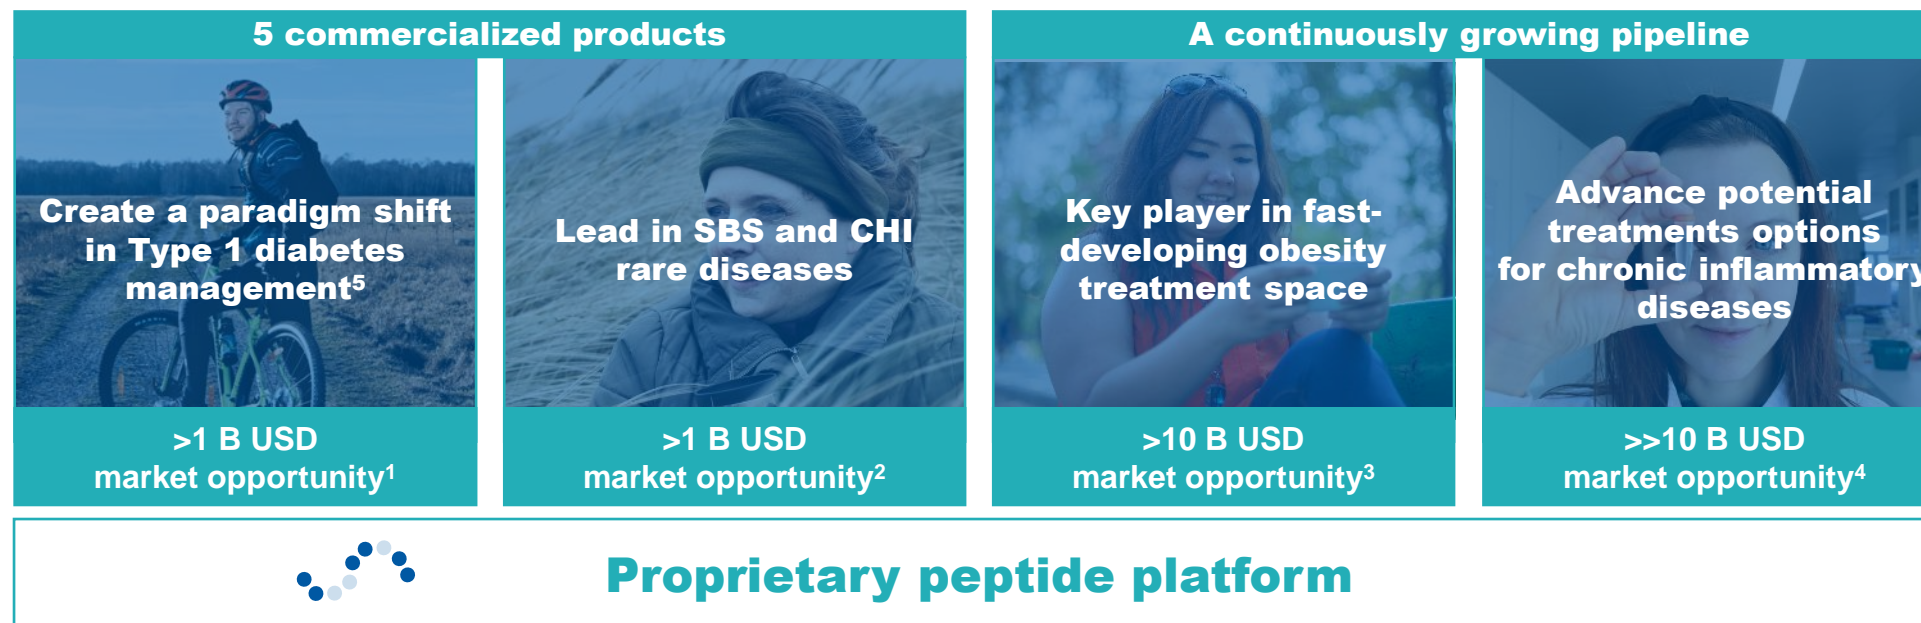 5 commercialized products
A continuously growing pipeline
Create a paradigm shift
in Type 1 diabetes
management⁵
Lead in SBS and CHI
rare diseases
Key player in fast-
developing obesity
treatment space
Advance potential
treatments options
for chronic inflammatory
diseases
>1 B USD
market opportunity¹
>1 B USD
market opportunity²
>10 B USD
market opportunity³
>>10 B USD
market opportunity⁴
Proprietary peptide platform